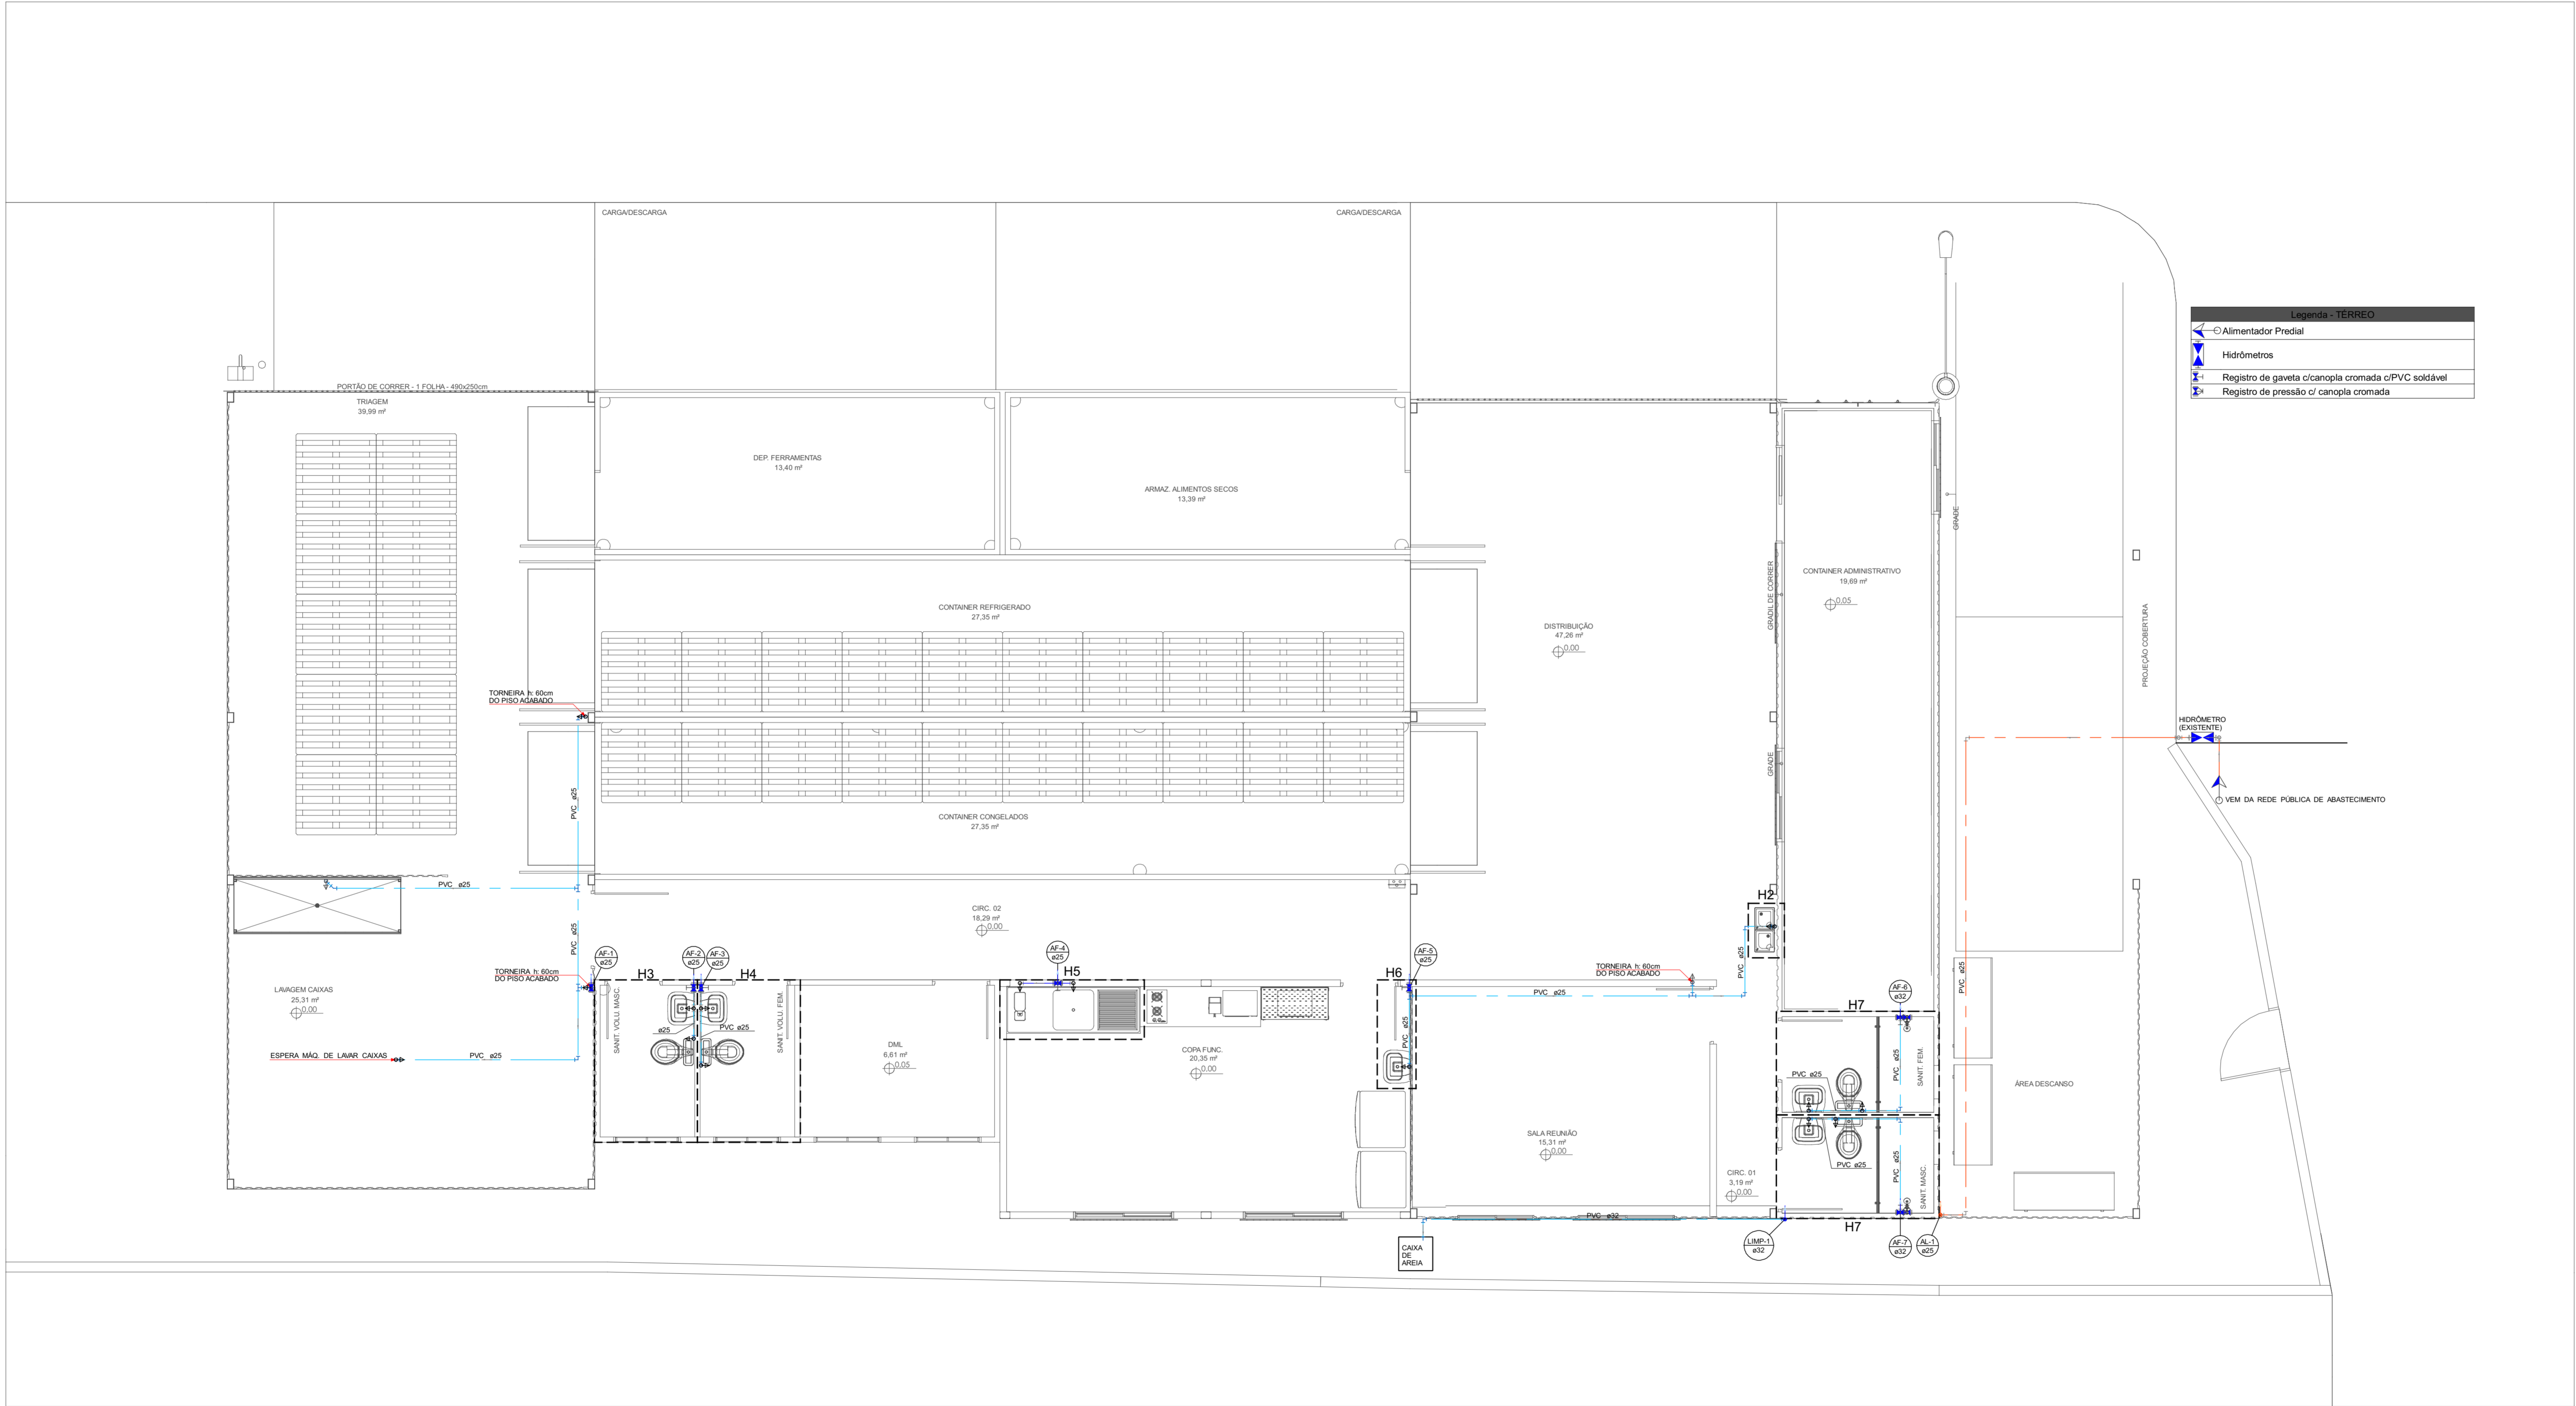 CARGA/DESCARGA
CARGA/DESCARGA
Legenda - TÉRREO
Alimentador Predial
Hidrômetros
Registro de gaveta c/canopla cromada c/PVC soldável
Registro de pressão c/ canopla cromada
PORTÃO DE CORRER - 1 FOLHA - 490x250cm
TRIAGEM
39,99 m²
DEP. FERRAMENTAS
13,40 m²
ARMAZ. ALIMENTOS SECOS
13,39 m²
GRADE
CONTAINER ADMINISTRATIVO
19,69 m²
0.05
GRADIL DE CORRER
CONTAINER REFRIGERADO
27,35 m²
DISTRIBUIÇÃO
47,26 m²
0.00
PROJEÇÃO COBERTURA
TORNEIRA h: 60cm
DO PISO ACABADO
HIDRÔMETRO
(EXISTENTE)
GRADE
PVC ø25
VEM DA REDE PÚBLICA DE ABASTECIMENTO
CONTAINER CONGELADOS
27,35 m²
PVC ø25
H2
CIRC. 02
18,29 m²
0.00
PVC ø25
AF-1
ø25
AF-2
ø25
AF-3
ø25
AF-4
ø25
AF-5
ø25
PVC ø25
TORNEIRA h: 60cm
DO PISO ACABADO
H3
H4
H5
H6
TORNEIRA h: 60cm
DO PISO ACABADO
PVC ø25
PVC ø25
LAVAGEM CAIXAS
25,31 m²
0.00
AF-6
ø32
H7
SANIT. VOLU. MASC.
ø25
PVC ø25
SANIT. VOLU. FEM.
PVC ø25
DML
6,61 m²
0.05
COPA FUNC.
20,35 m²
0.00
ESPERA MÁQ. DE LAVAR CAIXAS
PVC ø25
PVC ø25
PVC ø25
SANIT. FEM.
ÁREA DESCANSO
SALA REUNIÃO
15,31 m²
0.00
PVC ø25
PVC ø25
SANIT. MASC.
CIRC. 01
3,19 m²
0.00
PVC ø32
H7
LIMP-1
ø32
AF-7
ø32
AL-1
ø25
CAIXA
DE
AREIA